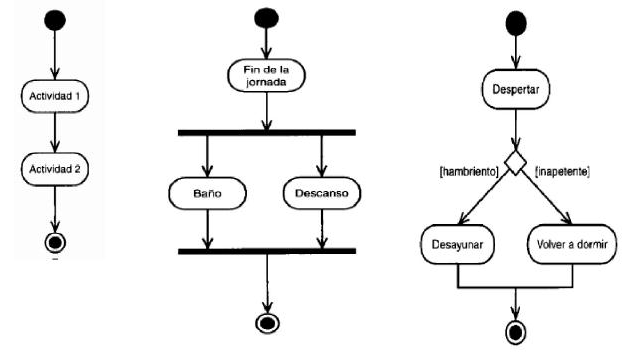 Actividad 1
Actividad 2
Fin de la
jornada
Baño
Descanso
Despertar
[hambriento]
[inapetente]
Desayunar
Volver a dormir